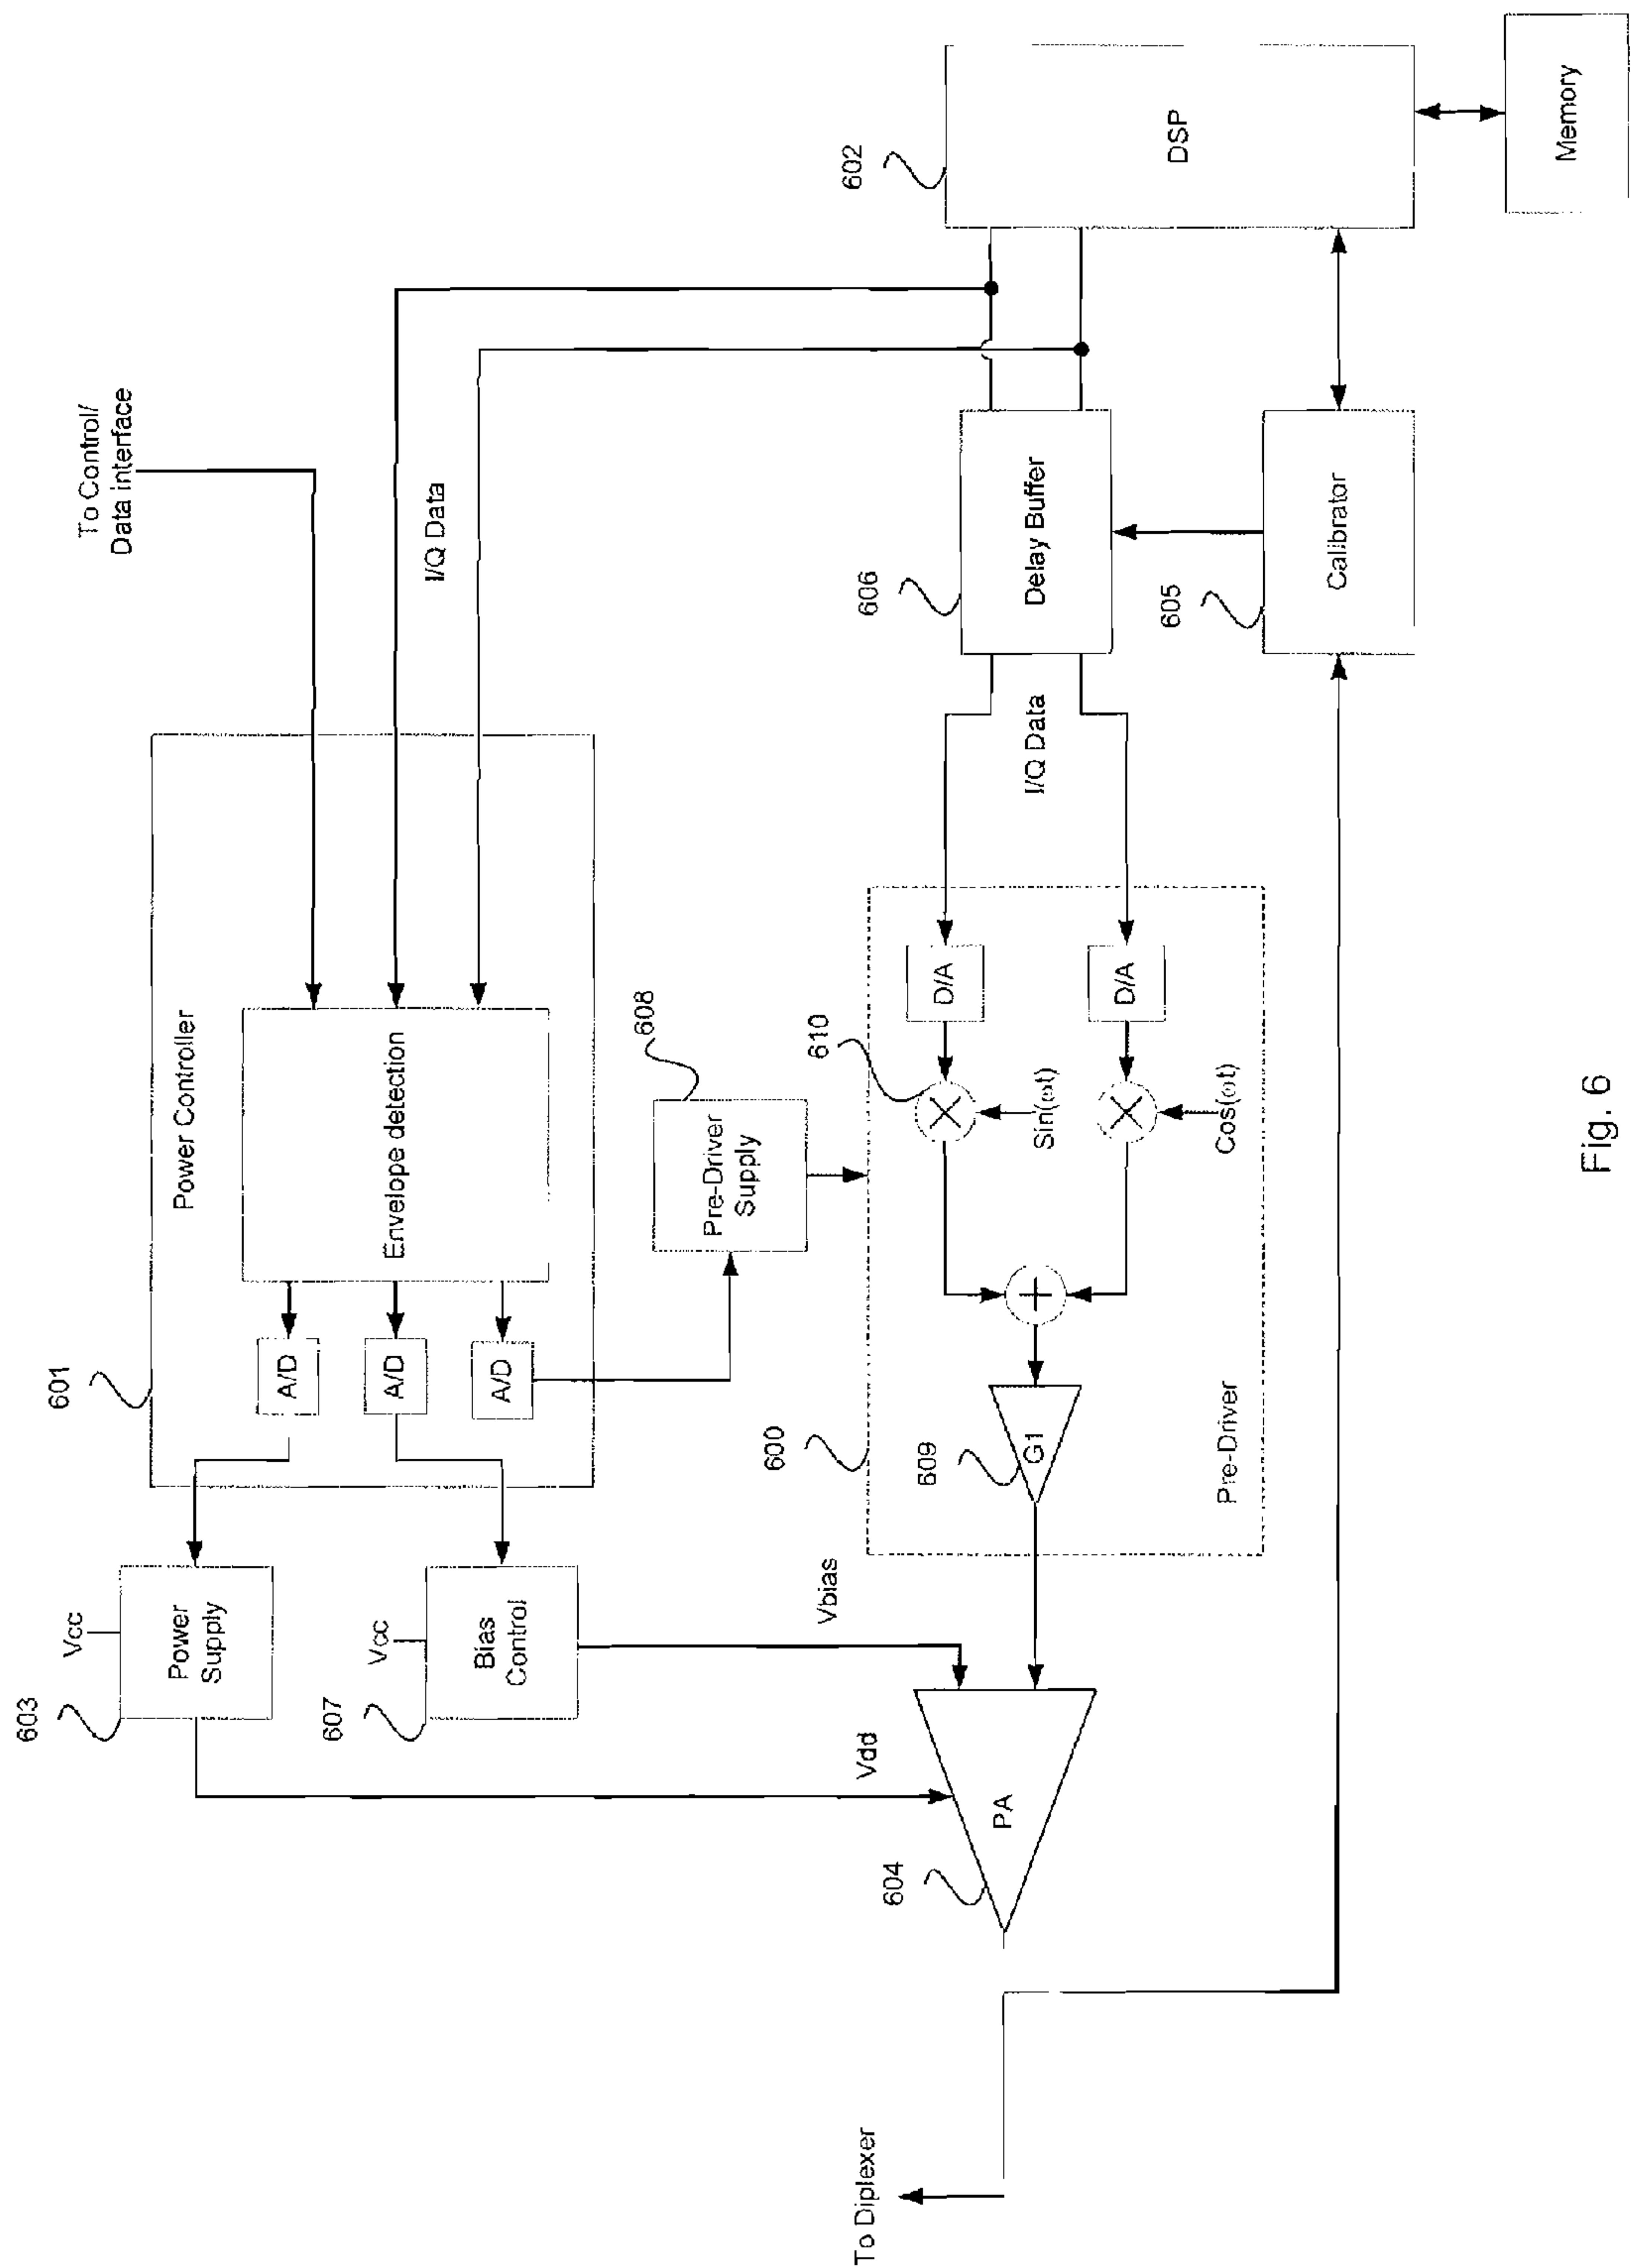 To Control/
Data interface
I/Q Data
Power Controller
601
Envelope detection
A/D
A/D
A/D
603
Vcc
Power
Supply
607
Vcc
Bias
Control
608
Pre-Driver
Supply
Vdd
Vbias
600
610
D/A
D/A
Sin(ωt)
Cos(ωt)
609
G1
Pre-Driver
604
PA
To Diplexer
I/Q Data
606
Delay Buffer
605
Calibrator
602
DSP
Memory
Fig. 6